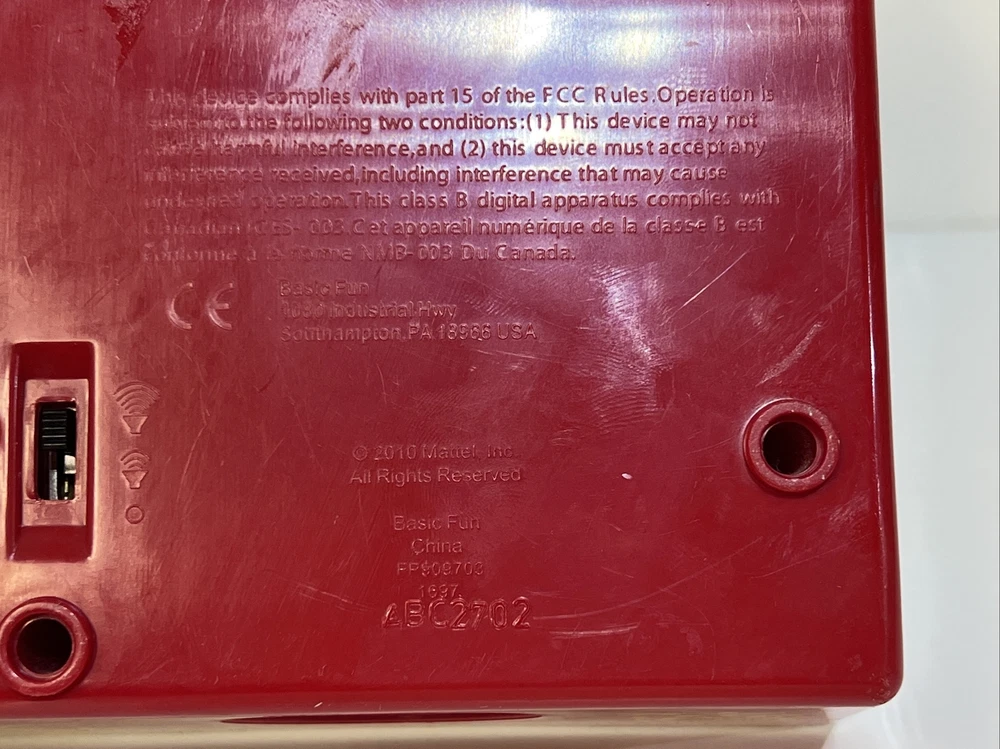 This device complies with part 15 of the FCC Rules.Operation is
subject to the following two conditions:(1) This device may not
cause harmful interference,and (2) this device must accept any
interference received,including interference that may cause
undesired operation.This class B digital apparatus complies with
Canadian ICES-003.Cet appareil numérique de la classe B est
conforme a la norme NMB-003 Du Canada.
CE
Basic Fun
Industrial Hwy
Southampton,PA 18966 USA
© 2010 Mattel, Inc.
All Rights Reserved
Basic Fun
China
ABC2702